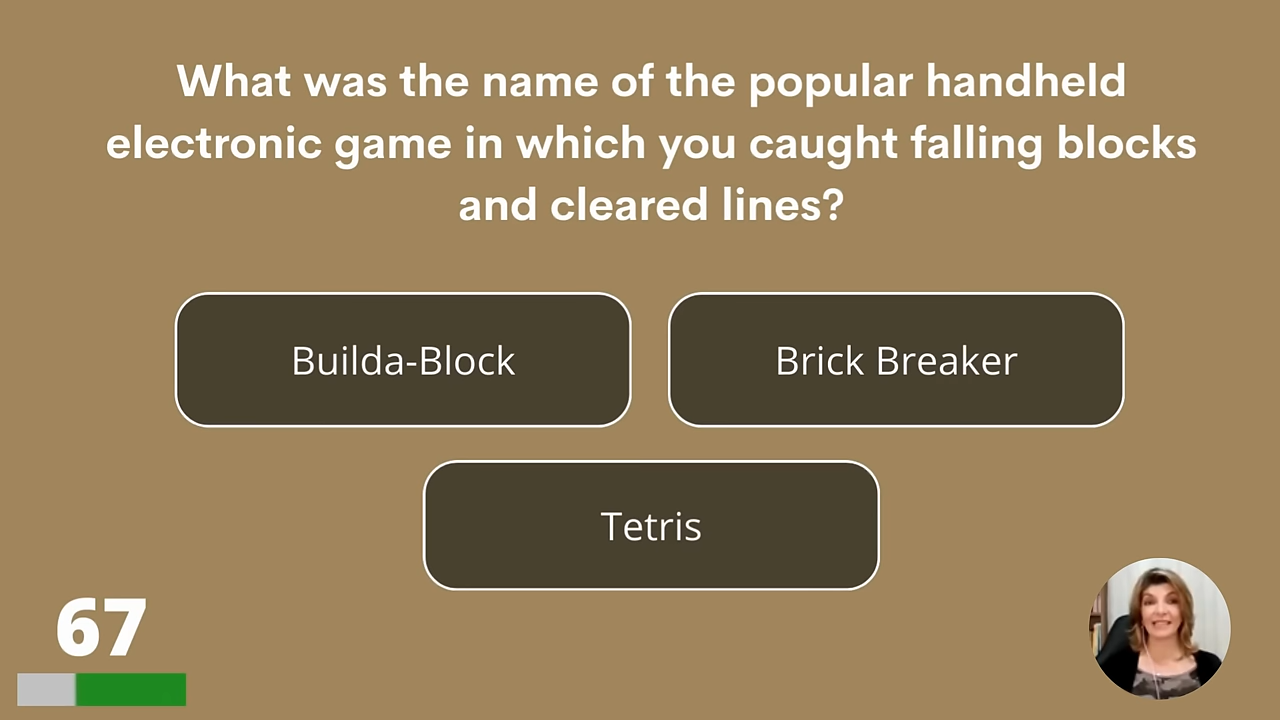 What was the name of the popular handheld
electronic game in which you caught falling blocks
and cleared lines?
Builda-Block
Brick Breaker
Tetris
67